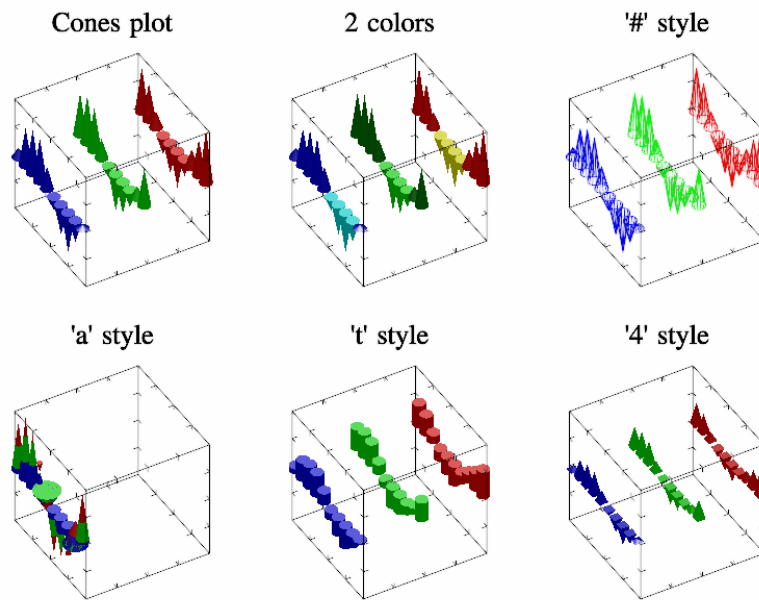 Cones plot
2 colors
'#' style
'a' style
't' style
'4' style